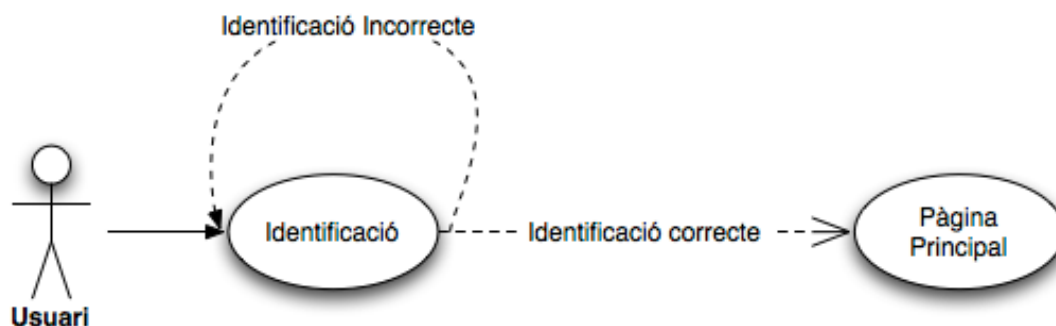 Identificació Incorrecte
Identificació
Identificació correcte
Pàgina
Principal
Usuari